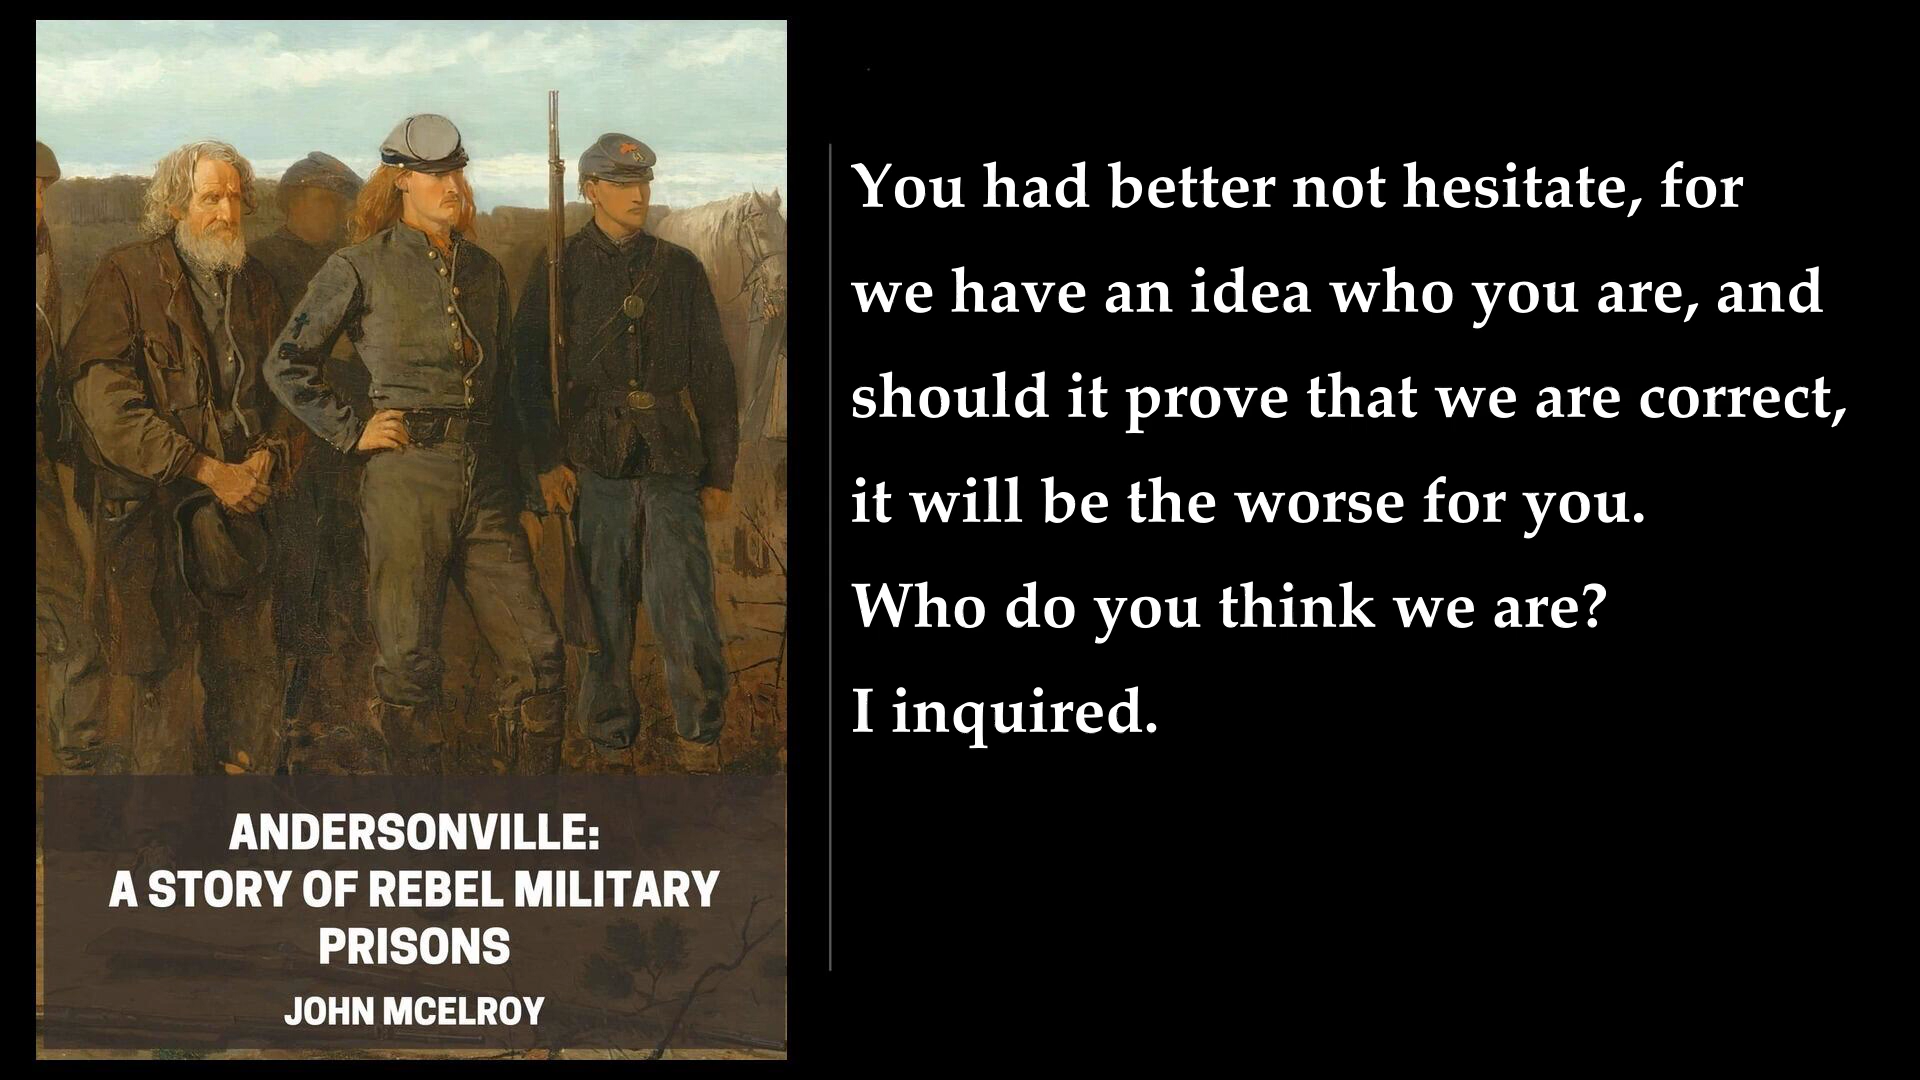 ANDERSONVILLE:
A STORY OF REBEL MILITARY
PRISONS
JOHN MCELROY
You had better not hesitate, for
we have an idea who you are, and
should it prove that we are correct,
it will be the worse for you.
Who do you think we are?
I inquired.